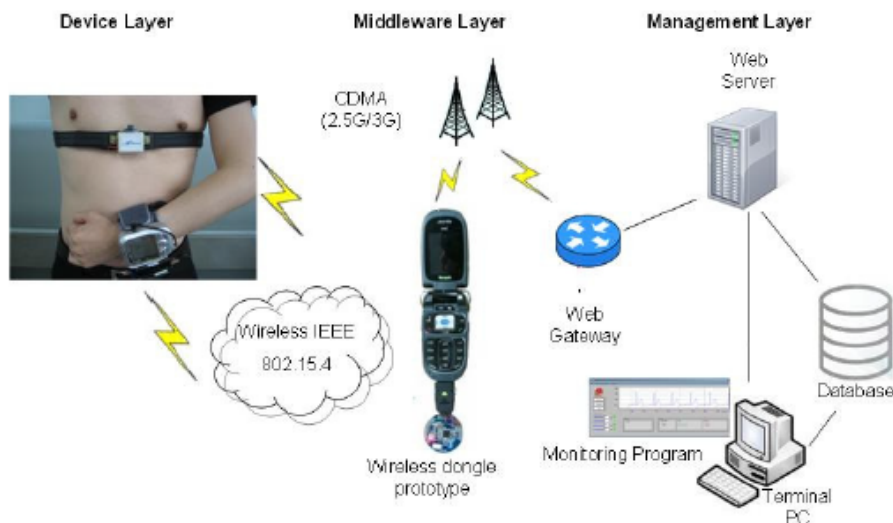 Device Layer
Middleware Layer
Management Layer
Web
Server
CDMA
(2.5G/3G)
Wireless IEEE
802.15.4
Web
Gateway
Database
Monitoring Program
Wireless dongle
prototype
Terminal
PC